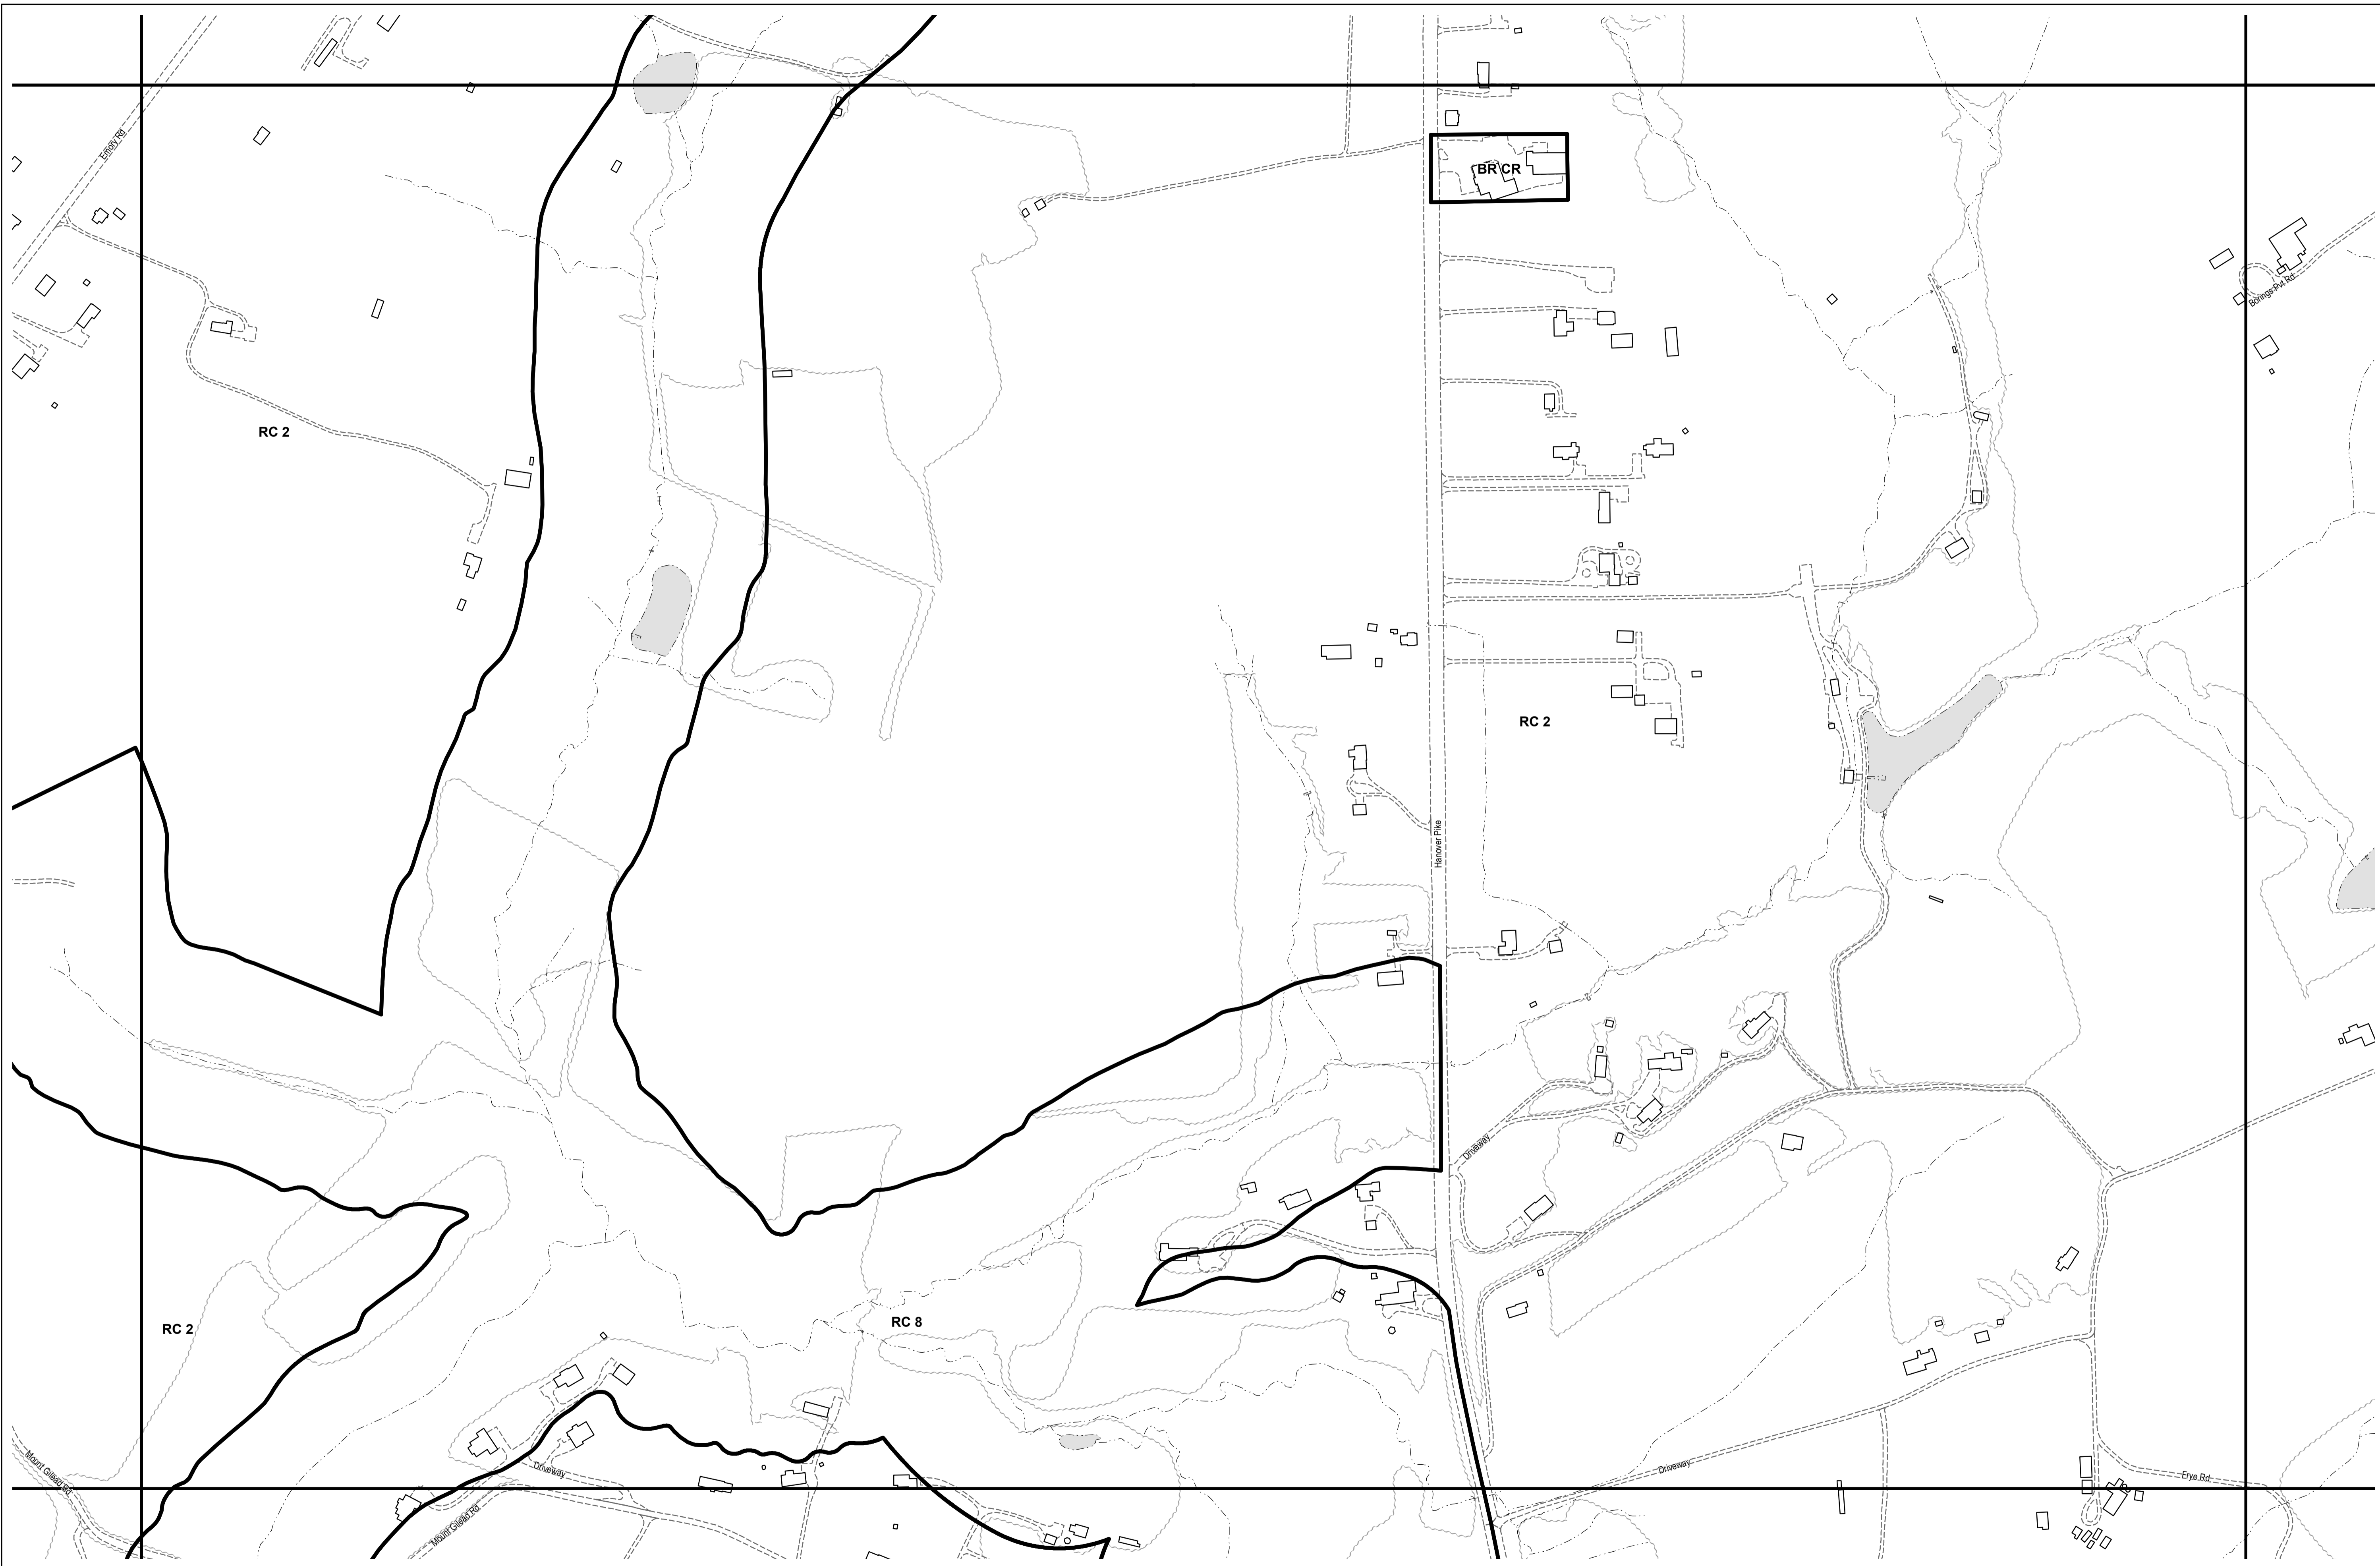 Emory Rd
BR CR
Borings Pvt Rd
RC 2
RC 2
Hanover Pike
Driveway
RC 2
RC 8
Mount Gilead Rd
Driveway
Mount Gilead Rd
Driveway
Frye Rd